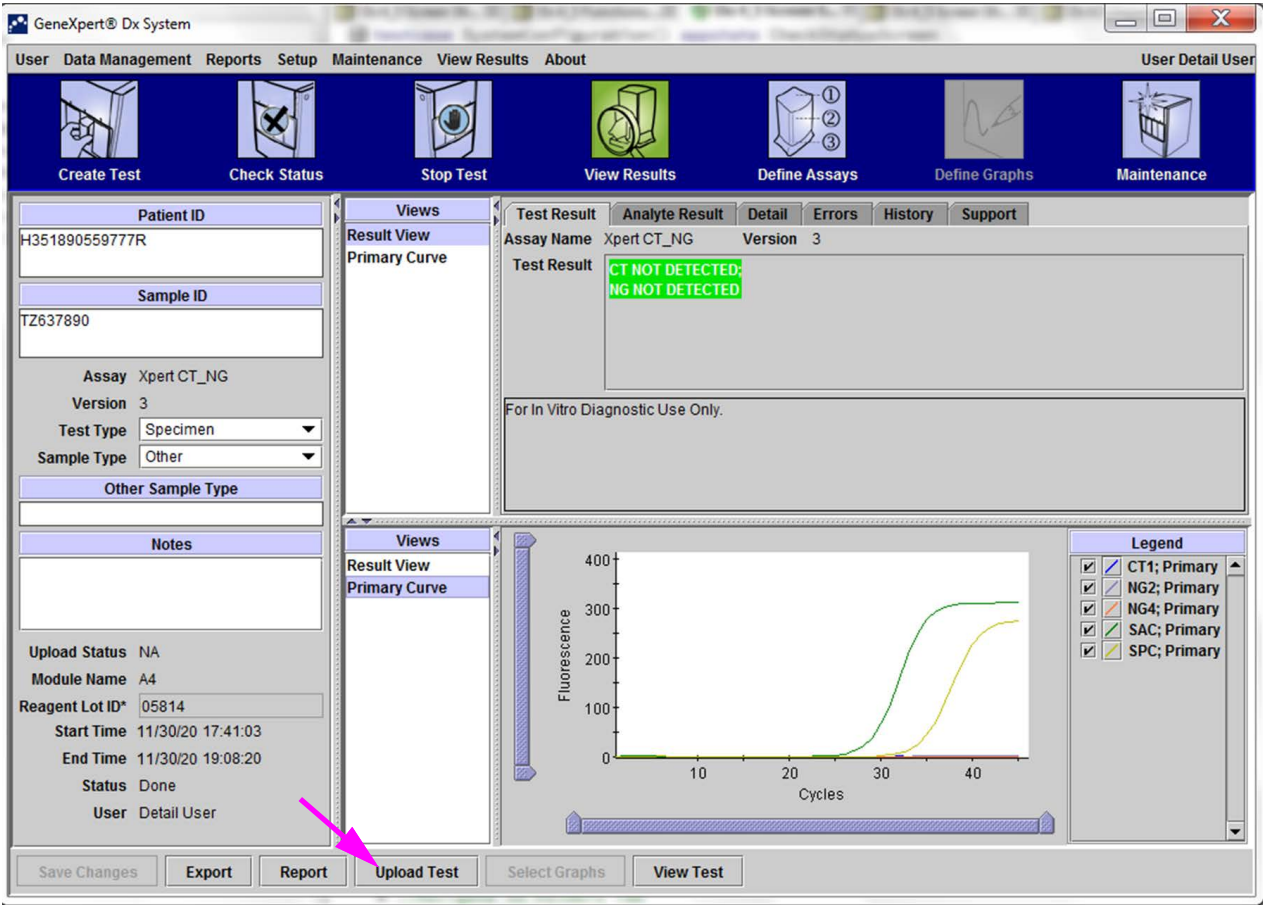 GeneXpert® Dx System
User Data Management Reports Setup Maintenance View Results About User Detail User
Create Test Check Status Stop Test View Results Define Assays Define Graphs Maintenance
1
2
3
Patient ID
H351890559777R
Sample ID
TZ637890
Assay Xpert CT_NG
Version 3
Test Type Specimen
Sample Type Other
Other Sample Type
Notes
Upload Status NA
Module Name A4
Reagent Lot ID* 05814
Start Time 11/30/20 17:41:03
End Time 11/30/20 19:08:20
Status Done
User Detail User
Views
Result View
Primary Curve
Test Result Analyte Result Detail Errors History Support
Assay Name Xpert CT_NG Version 3
Test Result CT NOT DETECTED;
NG NOT DETECTED
For In Vitro Diagnostic Use Only.
Views
Result View
Primary Curve
400
300
200
100
0
Fluorescence
10 20 30 40
Cycles
Legend
CT1; Primary
NG2; Primary
NG4; Primary
SAC; Primary
SPC; Primary
Save Changes Export Report Upload Test Select Graphs View Test